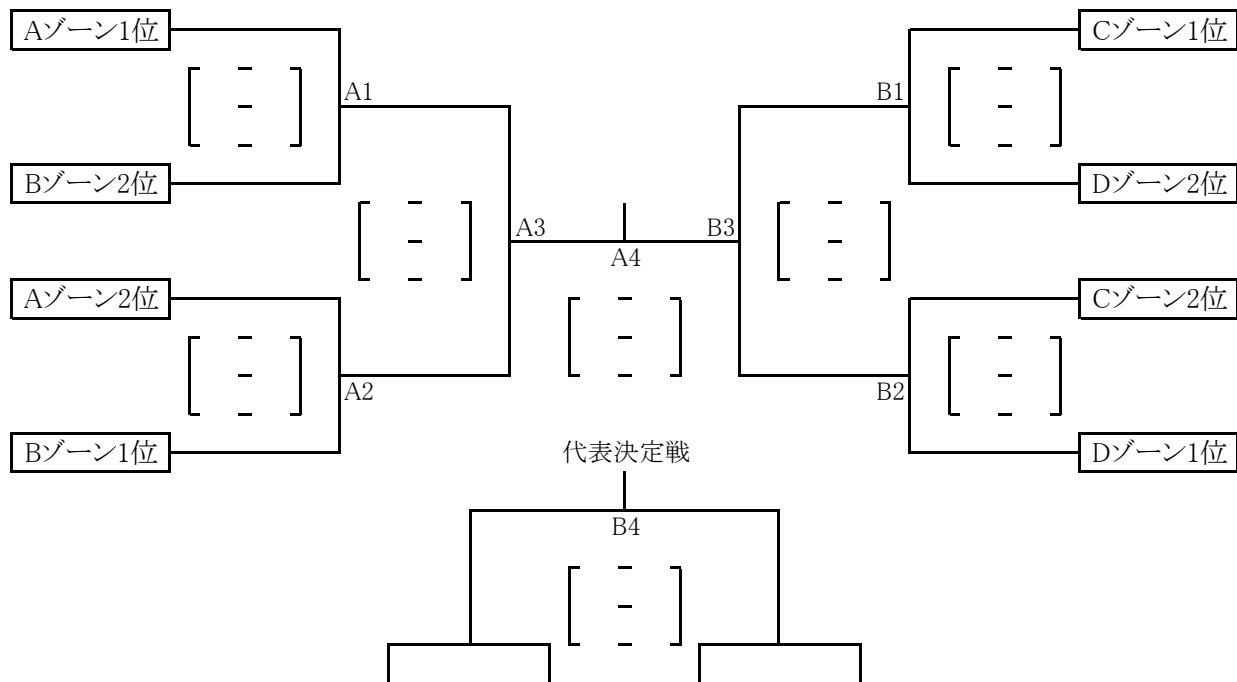 Aゾーン1位
Cゾーン1位
A1
B1
Bゾーン2位
Dゾーン2位
A3
B3
A4
Aゾーン2位
Cゾーン2位
A2
B2
Bゾーン1位
Dゾーン1位
代表決定戦
B4